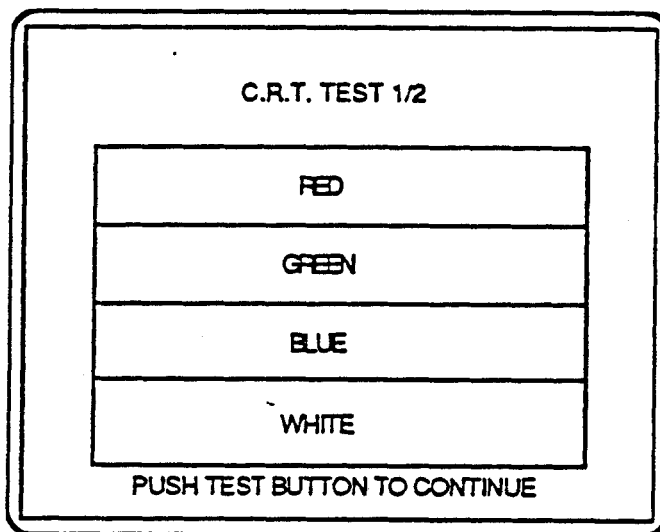 C.R.T. TEST 1/2
RED
GREEN
BLUE
WHITE
PUSH TEST BUTTON TO CONTINUE